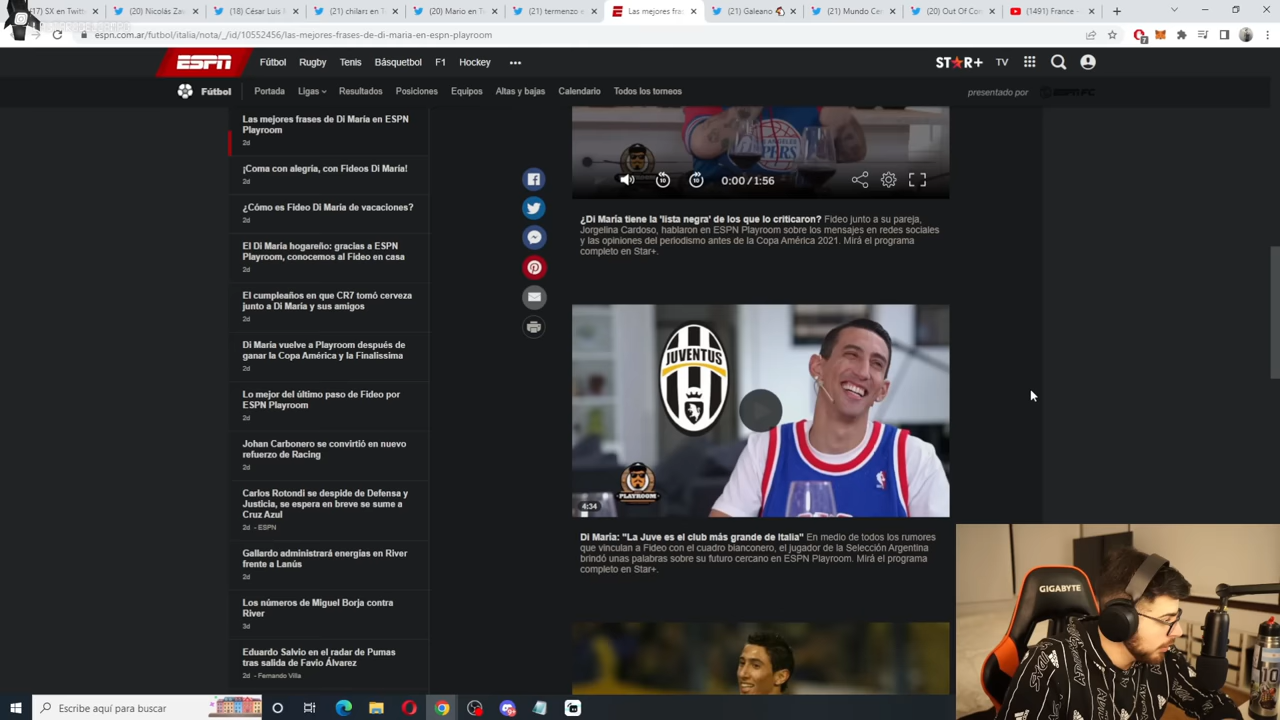 (17) SX en Twitt
(20) Nicolás Za
(18) César Luis
(21) chilarc en T
(20) Mario en T
(21) termenzo e
Las mejores fra
(21) Galeano
(21) Mundo Ce
(20) Out Of Con
(1491) France -
espn.com.ar/futbol/italia/nota/_/id/10552456/las-mejores-frases-de-di-maria-en-espn-playroom
ESPN
Fútbol
Rugby
Tenis
Básquetbol
F1
Hockey
STAR+
TV
Fútbol
Portada
Ligas
Resultados
Posiciones
Equipos
Altas y bajas
Calendario
Todos los torneos
presentado por
ESPN FC
Las mejores frases de Di María en ESPN
Playroom
2d
¡Coma con alegría, con Fideos Di María!
2d
¿Cómo es Fideo Di María de vacaciones?
2d
El Di María hogareño: gracias a ESPN
Playroom, conocemos al Fideo en casa
2d
El cumpleaños en que CR7 tomó cerveza
junto a Di María y sus amigos
2d
Di María vuelve a Playroom después de
ganar la Copa América y la Finalissima
2d
Lo mejor del último paso de Fideo por
ESPN Playroom
2d
Johan Carbonero se convirtió en nuevo
refuerzo de Racing
2d
Carlos Rotondi se despide de Defensa y
Justicia, se espera en breve se sume a
Cruz Azul
2d - ESPN
Gallardo administrará energías en River
frente a Lanús
2d
Los números de Miguel Borja contra
River
3d
Eduardo Salvio en el radar de Pumas
tras salida de Favio Álvarez
2d - Fernando Villa
10
10
0:00 / 1:56
¿Di María tiene la 'lista negra' de los que lo criticaron? Fideo junto a su pareja,
Jorgelina Cardoso, hablaron en ESPN Playroom sobre los mensajes en redes sociales
y las opiniones del periodismo antes de la Copa América 2021. Mirá el programa
completo en Star+.
JUVENTUS
PLAYROOM
4:34
Di María: "La Juve es el club más grande de Italia" En medio de todos los rumores
que vinculan a Fideo con el cuadro bianconero, el jugador de la Selección Argentina
brindó unas palabras sobre su futuro cercano en ESPN Playroom. Mirá el programa
completo en Star+.
GIGABYTE
Escribe aquí para buscar